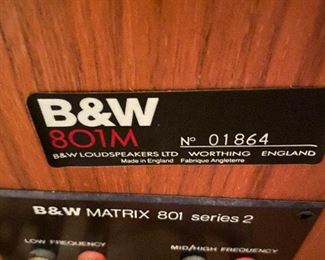 B&W
801M
Nº 01864
B&W LOUDSPEAKERS LTD WORTHING ENGLAND
Made in England Fabrique Angleterre
B&W MATRIX 801 series 2
LOW FREQUENCY MID/HIGH FREQUENCY